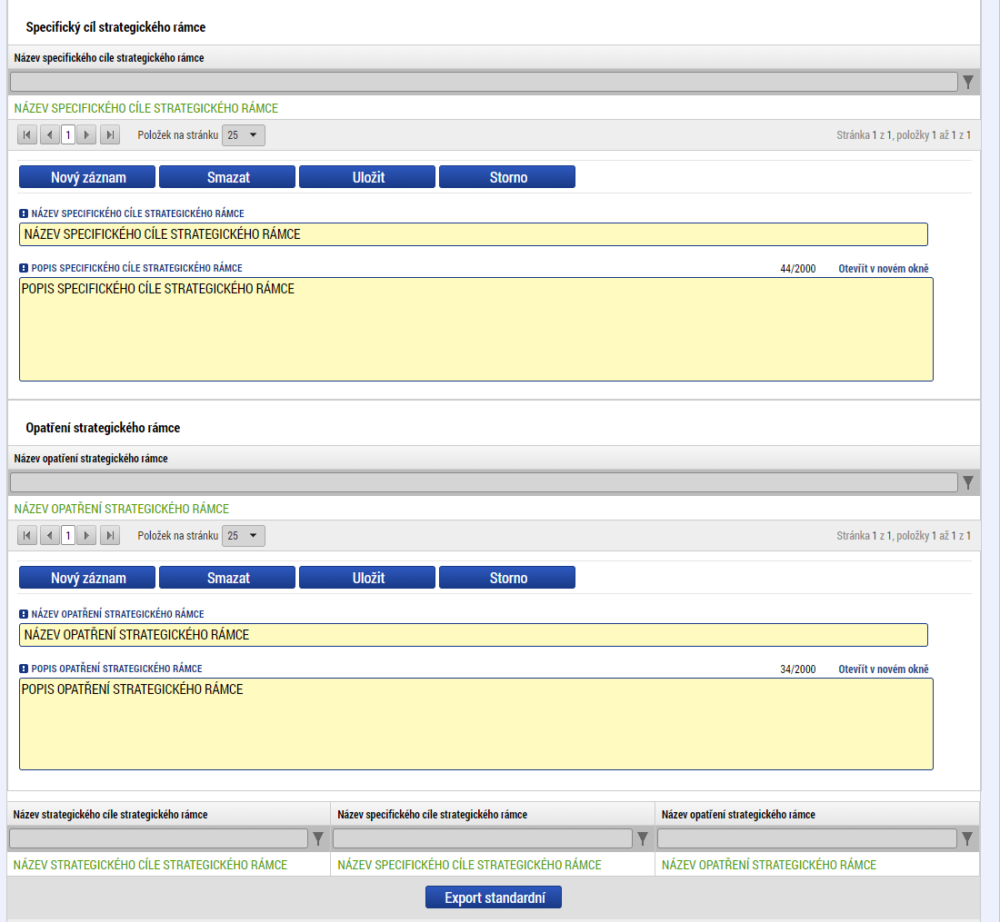 Specifický cíl strategického rámce
Název specifického cíle strategického rámce
NÁZEV SPECIFICKÉHO CÍLE STRATEGICKÉHO RÁMCE
1 Položek na stránku 25 Stránka 1 z 1, položky 1 až 1 z 1
Nový záznam Smazat Uložit Storno
NÁZEV SPECIFICKÉHO CÍLE STRATEGICKÉHO RÁMCE
NÁZEV SPECIFICKÉHO CÍLE STRATEGICKÉHO RÁMCE
POPIS SPECIFICKÉHO CÍLE STRATEGICKÉHO RÁMCE 44/2000 Otevřít v novém okně
POPIS SPECIFICKÉHO CÍLE STRATEGICKÉHO RÁMCE
Opatření strategického rámce
Název opatření strategického rámce
NÁZEV OPATŘENÍ STRATEGICKÉHO RÁMCE
1 Položek na stránku 25 Stránka 1 z 1, položky 1 až 1 z 1
Nový záznam Smazat Uložit Storno
NÁZEV OPATŘENÍ STRATEGICKÉHO RÁMCE
NÁZEV OPATŘENÍ STRATEGICKÉHO RÁMCE
POPIS OPATŘENÍ STRATEGICKÉHO RÁMCE 34/2000 Otevřít v novém okně
POPIS OPATŘENÍ STRATEGICKÉHO RÁMCE
Název strategického cíle strategického rámce Název specifického cíle strategického rámce Název opatření strategického rámce
NÁZEV STRATEGICKÉHO CÍLE STRATEGICKÉHO RÁMCE NÁZEV SPECIFICKÉHO CÍLE STRATEGICKÉHO RÁMCE NÁZEV OPATŘENÍ STRATEGICKÉHO RÁMCE
Export standardní